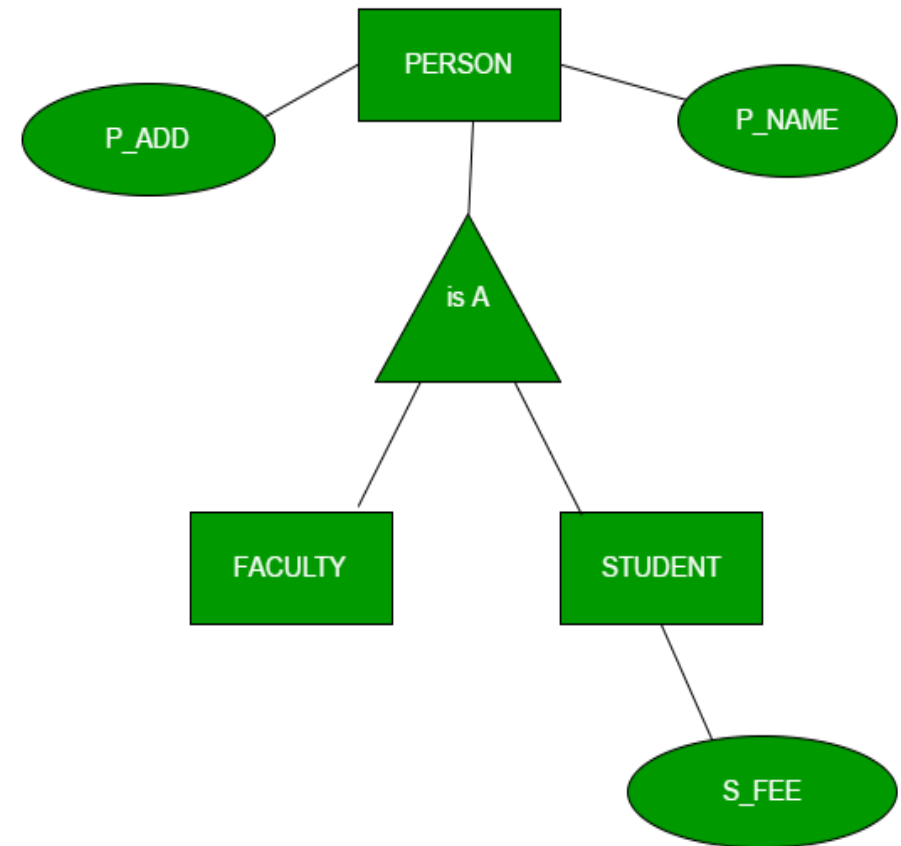 PERSON
P_ADD
P_NAME
is A
FACULTY
STUDENT
S_FEE